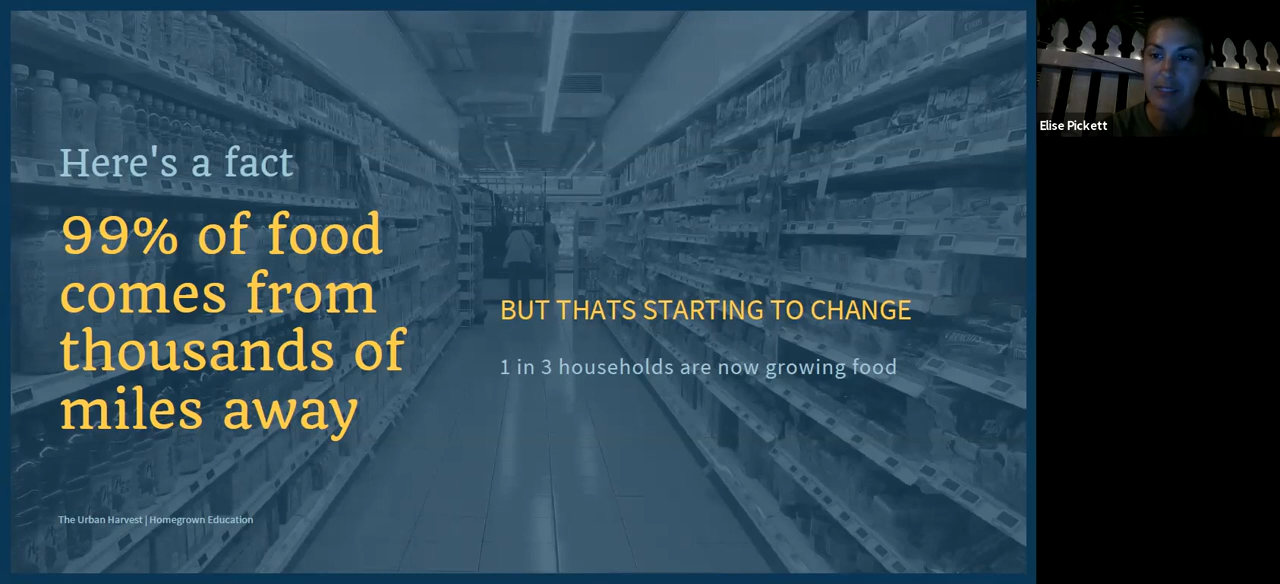 Here's a fact
99% of food
comes from
thousands of
miles away
BUT THATS STARTING TO CHANGE
1 in 3 households are now growing food
The Urban Harvest | Homegrown Education
Elise Pickett